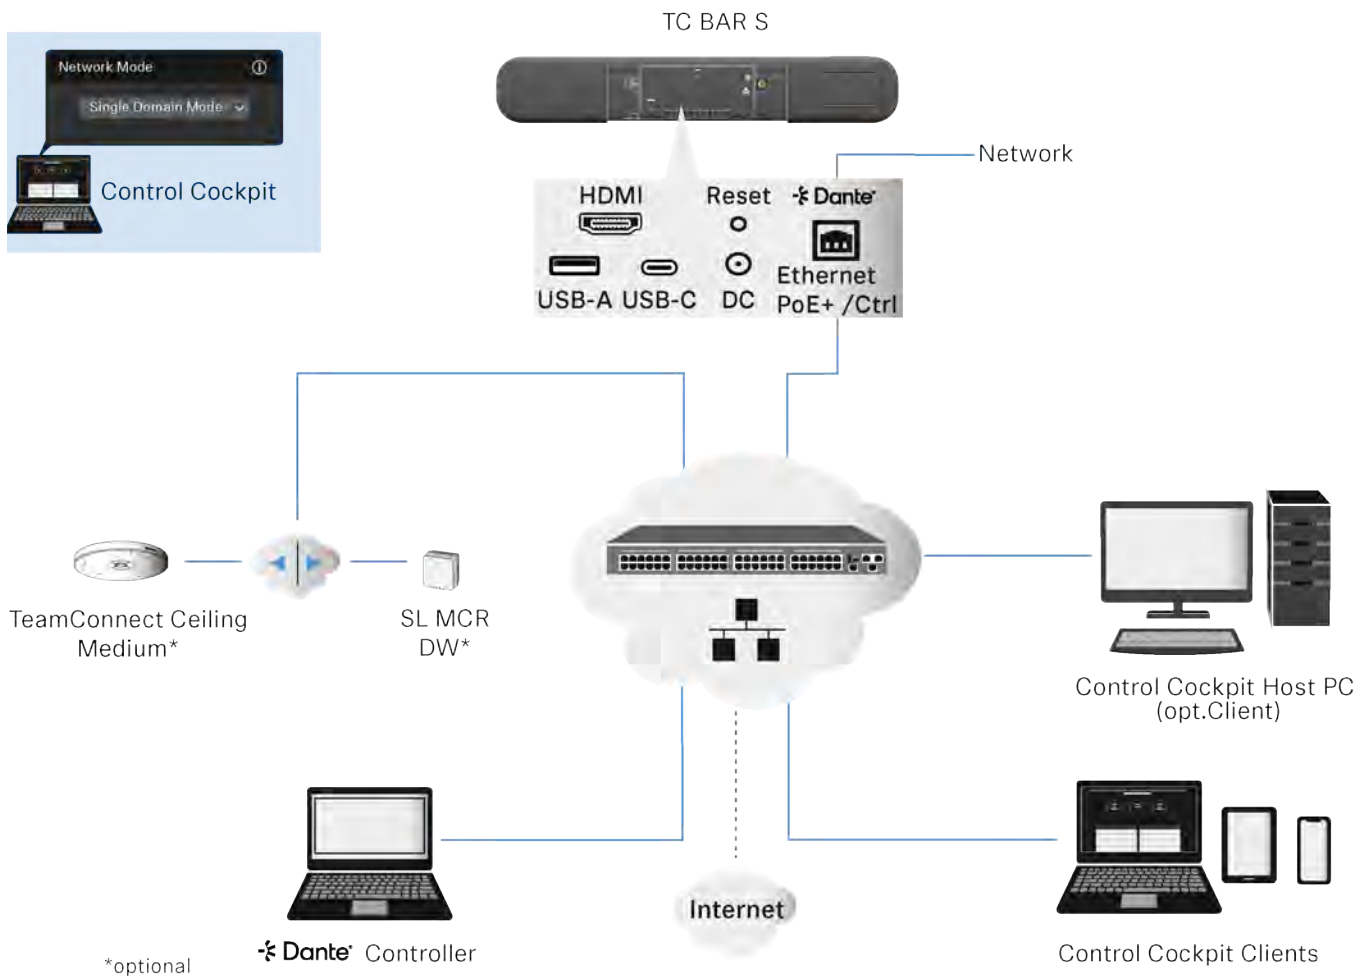 TC BAR S
Network Mode
Single Domain Mode
Control Cockpit
Network
HDMI
Reset
Dante®
USB-A
USB-C
DC
Ethernet
PoE+ /Ctrl
TeamConnect Ceiling
Medium*
SL MCR
DW*
Control Cockpit Host PC
(opt.Client)
Internet
Dante® Controller
Control Cockpit Clients
*optional